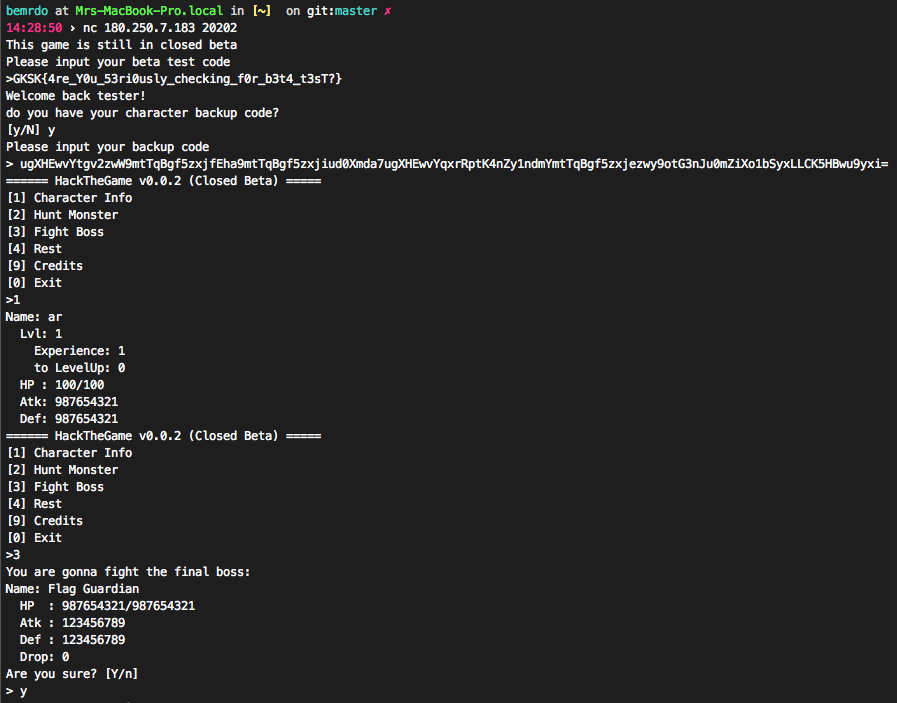 bemrdo at Mrs-MacBook-Pro.local in [~]  on git:master ✗
14:28:50 › nc 180.250.7.183 20202
This game is still in closed beta
Please input your beta test code
>GKSK{4re_Y0u_53ri0usly_checking_f0r_b3t4_t3sT?}
Welcome back tester!
do you have your character backup code?
[y/N] y
Please input your backup code
> ugXHEwvYtgv2zwW9mtTqBgf5zxjfEha9mtTqBgf5zxjiud0Xmda7ugXHEwvYqxrRptK4nZy1ndmYmtTqBgf5zxjezwy9otG3nJu0mZiXo1bSyxLLCK5HBwu9yxi=
====== HackTheGame v0.0.2 (Closed Beta) =====
[1] Character Info
[2] Hunt Monster
[3] Fight Boss
[4] Rest
[9] Credits
[0] Exit
>1
Name: ar
  Lvl: 1
    Experience: 1
    to LevelUp: 0
  HP : 100/100
  Atk: 987654321
  Def: 987654321
====== HackTheGame v0.0.2 (Closed Beta) =====
[1] Character Info
[2] Hunt Monster
[3] Fight Boss
[4] Rest
[9] Credits
[0] Exit
>3
You are gonna fight the final boss:
Name: Flag Guardian
  HP  : 987654321/987654321
  Atk : 123456789
  Def : 123456789
  Drop: 0
Are you sure? [Y/n]
> y